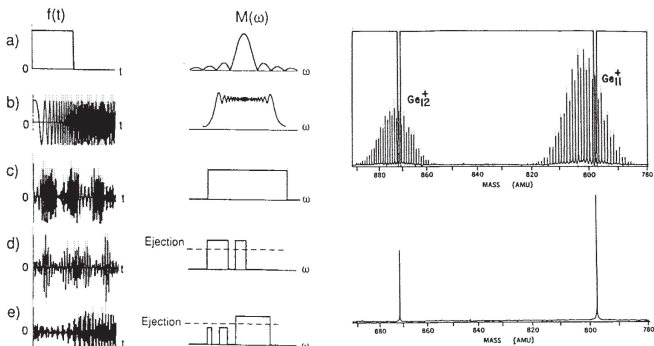 f(t)
M(ω)
a)
0
t
ω
b)
0
t
ω
c)
0
t
ω
d)
0
t
Ejection
ω
e)
0
t
Ejection
ω
Ge12+
Ge11+
880 860 840 820 800 780
MASS (AMU)
880 860 840 820 800 780
MASS (AMU)